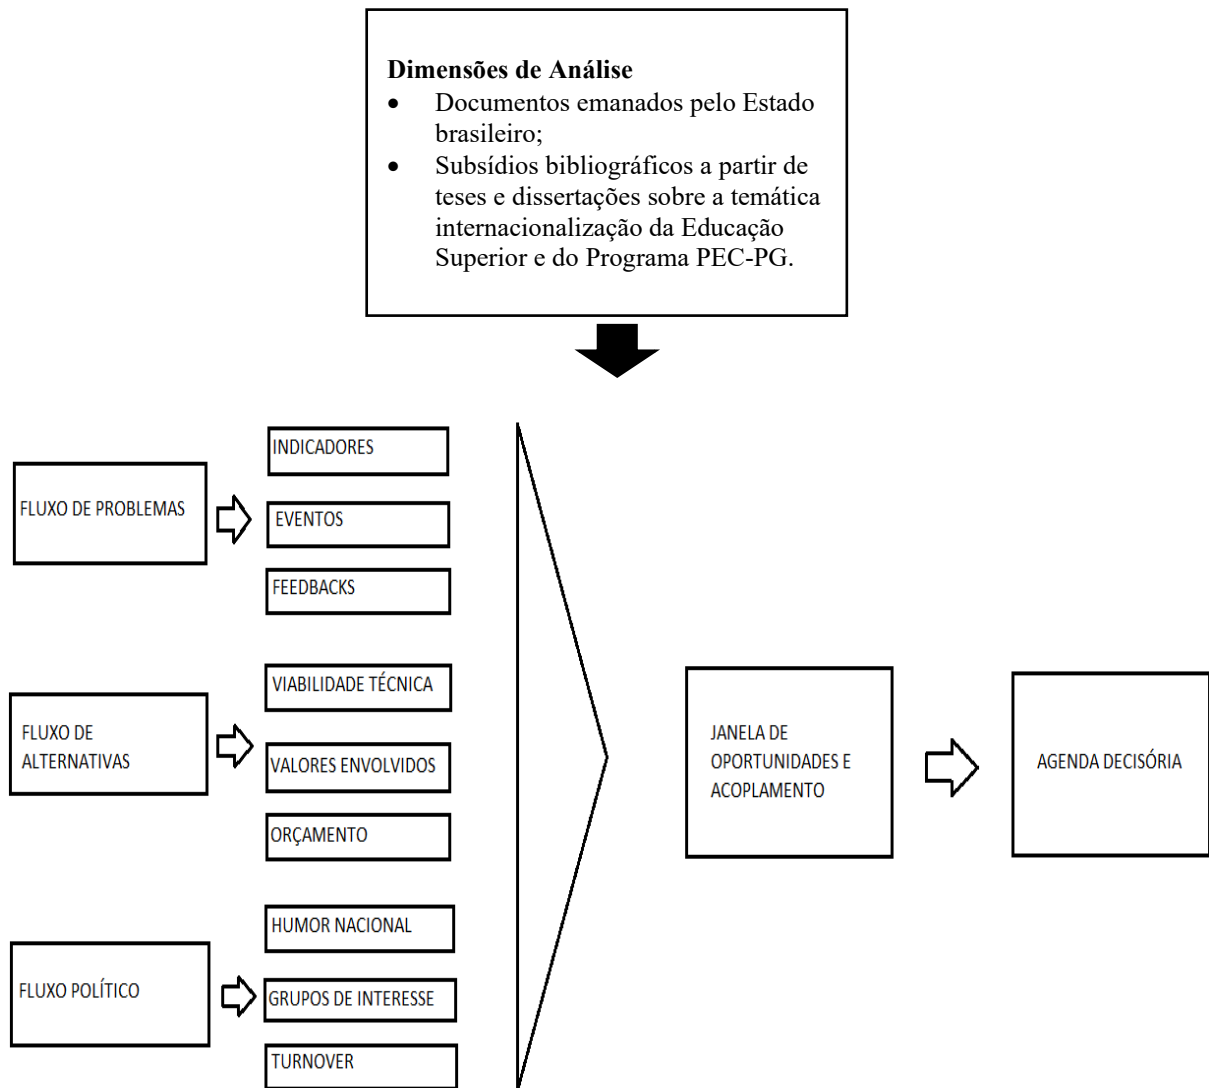 Dimensões de Análise
• Documentos emanados pelo Estado
brasileiro;
• Subsídios bibliográficos a partir de
teses e dissertações sobre a temática
internacionalização da Educação
Superior e do Programa PEC-PG.
FLUXO DE PROBLEMAS
INDICADORES
EVENTOS
FEEDBACKS
FLUXO DE
ALTERNATIVAS
VIABILIDADE TÉCNICA
VALORES ENVOLVIDOS
ORÇAMENTO
FLUXO POLÍTICO
HUMOR NACIONAL
GRUPOS DE INTERESSE
TURNOVER
JANELA DE
OPORTUNIDADES E
ACOPLAMENTO
AGENDA DECISÓRIA